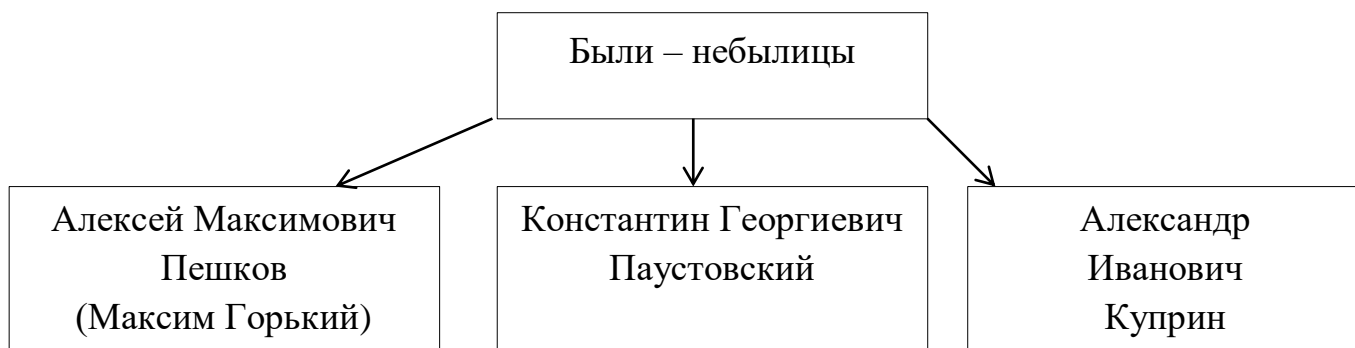 Были – небылицы
Алексей Максимович
Пешков
(Максим Горький)
Константин Георгиевич
Паустовский
Александр
Иванович
Куприн